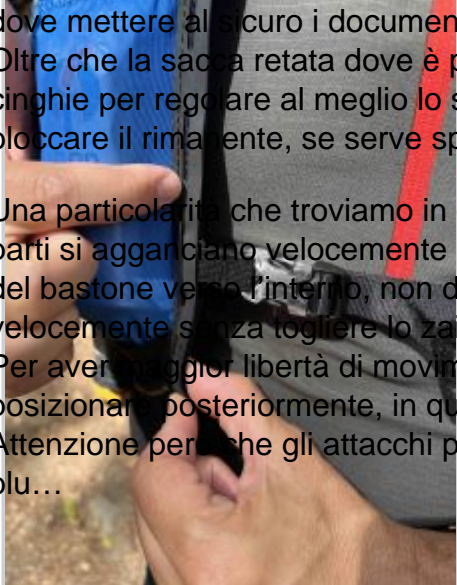 dove mettere al sicuro i documen
Oltre che la sacca retata dove è p
cinghie per regolare al meglio lo s
bloccare il rimanente, se serve sp
Una particolarità che troviamo in
parti si agganciano velocemente
del bastone verso l'interno, non d
velocemente senza togliere lo zai
Per aver maggior libertà di movim
posizionare posteriormente, in qu
Attenzione però che gli attacchi p
blu…